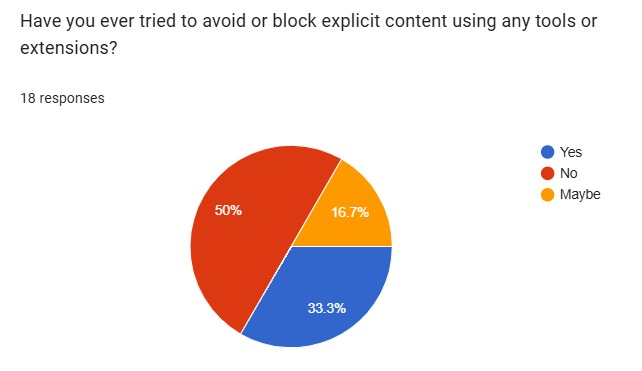 Have you ever tried to avoid or block explicit content using any tools or
extensions?
18 responses
Yes
No
Maybe
50%
16.7%
33.3%